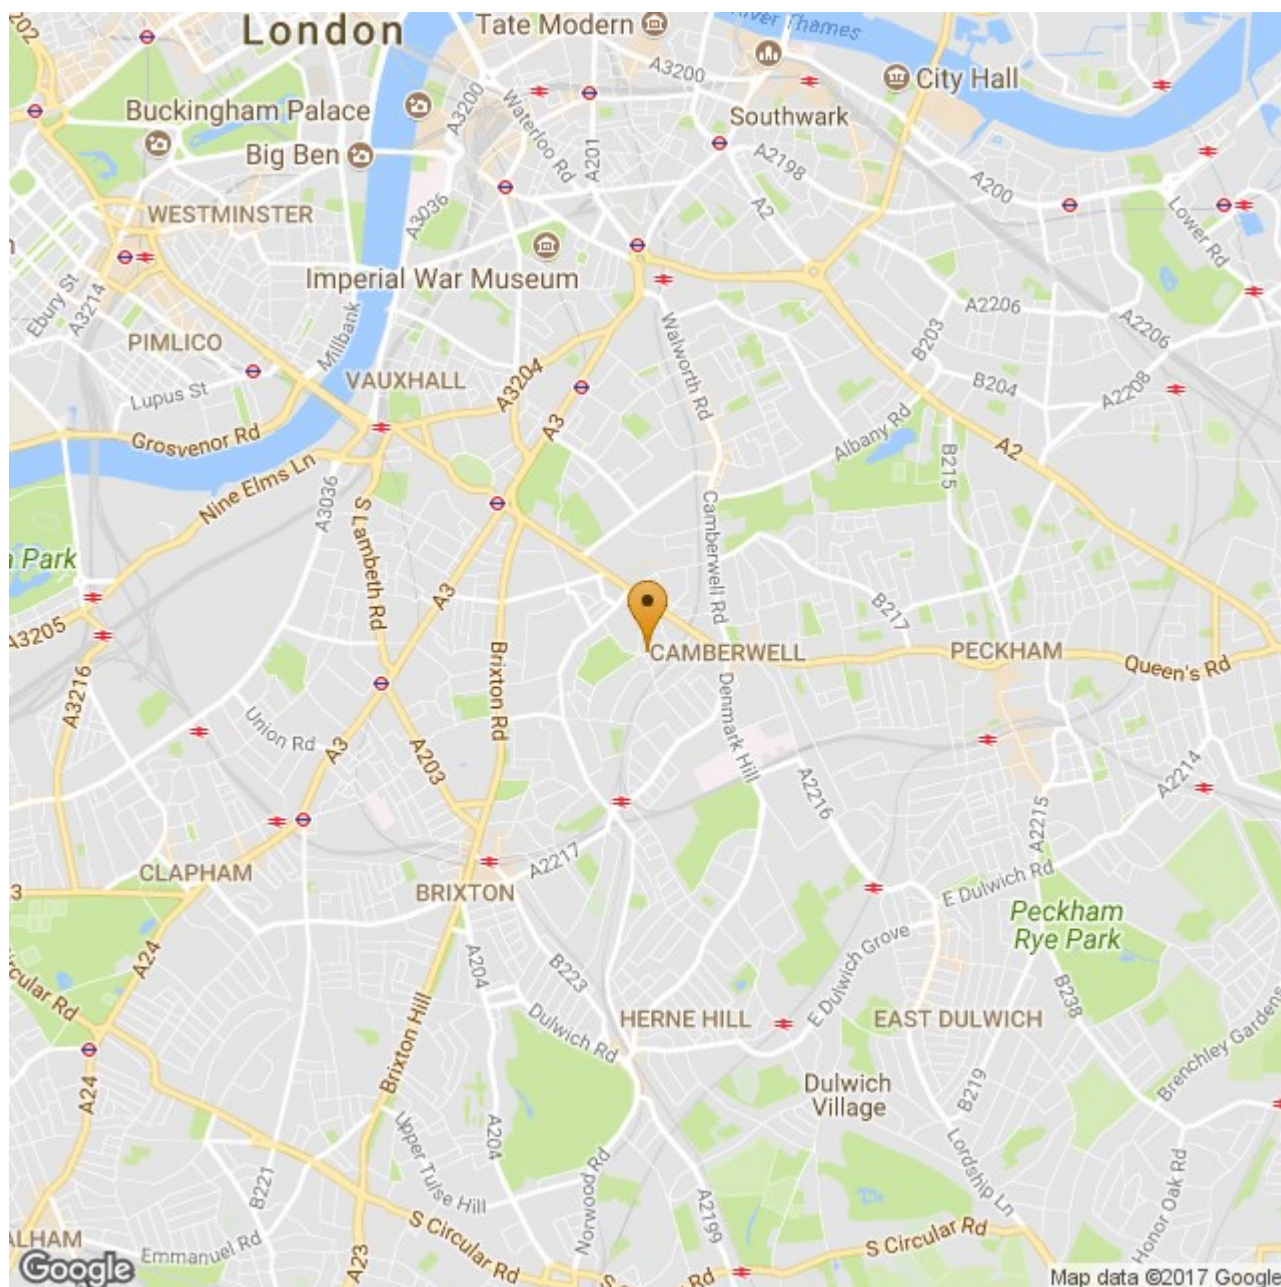 London
Tate Modern
River Thames
A3200
City Hall
Buckingham Palace
A3200
Waterloo Rd
A201
Southwark
Big Ben
A2198
A200
A3036
A2
Lower Rd
WESTMINSTER
Imperial War Museum
Ebury St
A3214
Millbank
A2206
A2206
PIMLICO
Walworth Rd
B203
VAUXHALL
A3204
B204
A2208
Lupus St
Grosvenor Rd
A3
Albany Rd
A2
Nine Elms Ln
A3036
B215
S Lambeth Rd
Camberwell Rd
Park
A3
B217
A3205
Brixton Rd
CAMBERWELL
PECKHAM
Queen's Rd
A3216
Denmark Hill
Union Rd
A3
A203
A2216
A2214
A2215
CLAPHAM
A2217
BRIXTON
E Dulwich Rd
Peckham
Rye Park
A24
A204
B223
E Dulwich Grove
Circular Rd
Brixton Hill
Dulwich Rd
HERNE HILL
EAST DULWICH
B238
Brenchley Gardens
A24
Dulwich
Village
B219
Upper Tulse Hill
A204
Lordship Ln
B221
Norwood Rd
A2199
Honor Oak Rd
ALHAM
Emmanuel Rd
A23
S Circular Rd
S Circular Rd
Google
Map data ©2017 Google